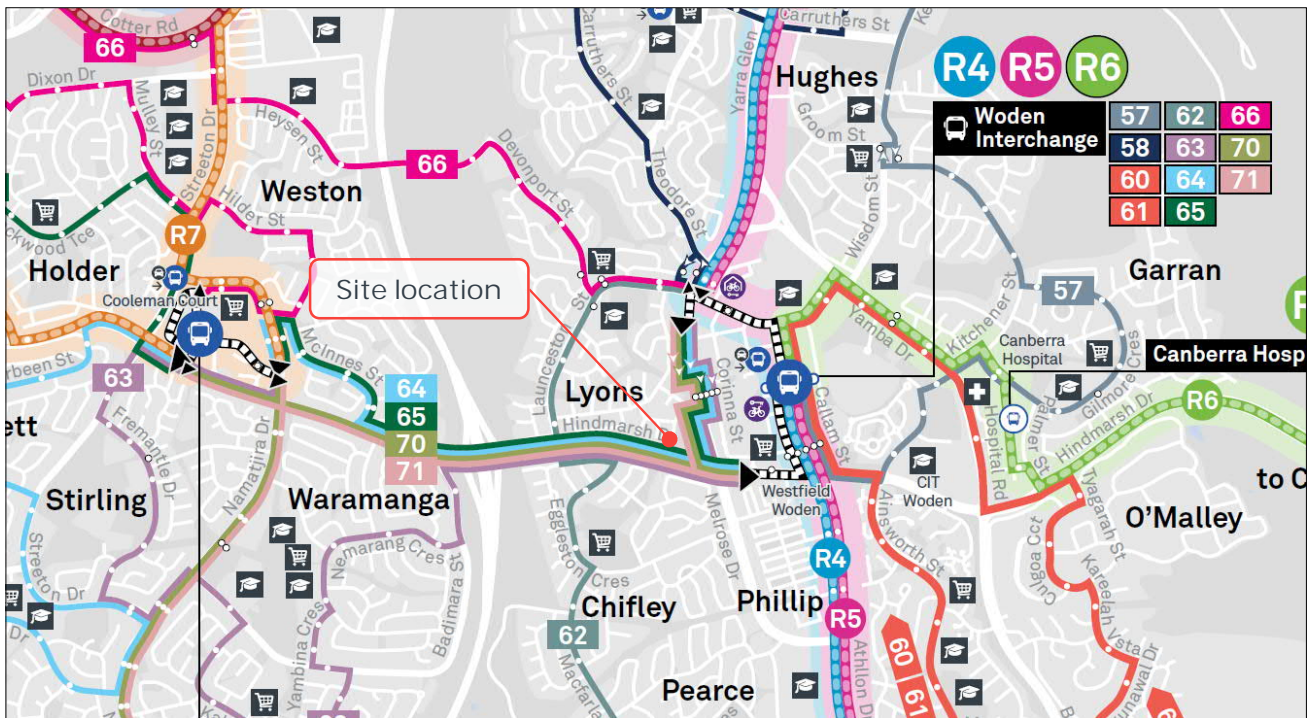 Cotter Rd
66
Dixon Dr
Mulley St
Streeton Dr
Heysen St
Hilder St
Weston
66
Devonport St
Carruthers St
Theodore St
Yarra Glen
Carruthers St
Hughes
Groom St
Wisdom St
R4
R5
R6
Woden
Interchange
57
62
66
58
63
70
60
64
71
61
65
R7
Holder
Cooleman Court
Site location
Launceston St
Lyons
Hindmarsh Dr
Corinna St
Callam St
Yamba Dr
Kitchener St
57
Garran
Canberra
Hospital
Canberra Hosp
Gilmore Cres
Palmer St
Hospital Rd
Hindmarsh Dr
R6
McInnes St
63
64
65
70
71
Fremantle Dr
Namatjira Dr
Stirling
Waramanga
Streeton Dr
Dr
ett
Nemarang Cres
Badimara St
Yambina Cres
Eggleston
Cres
Chifley
62
Melrose Dr
Westfield
Woden
Phillip
R4
R5
Athllon Dr
Pearce
CIT
Woden
Ainsworth St
60
61
Cuigoa Cct
Tyagarah St
O'Malley
to C
Kareelah Vsta